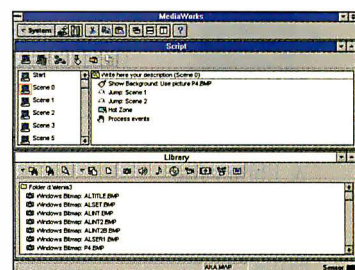 MediaWorks
System
?
Script
Start
Scene 0
Scene 1
Scene 2
Scene 3
Scene 5
Write here your description (Scene 0)
Show Background: Use picture P4.BMP
Jump: Scene 1
Jump: Scene 2
Hot Zone
Process events
Library
Windows Bitmap: ALTITLE.BMP
Windows Bitmap: ALSET.BMP
Windows Bitmap: ALINT.BMP
Windows Bitmap: ALINT2.BMP
Windows Bitmap: ALINT2B.BMP
Windows Bitmap: ALSER1.BMP
Windows Bitmap: P4.BMP